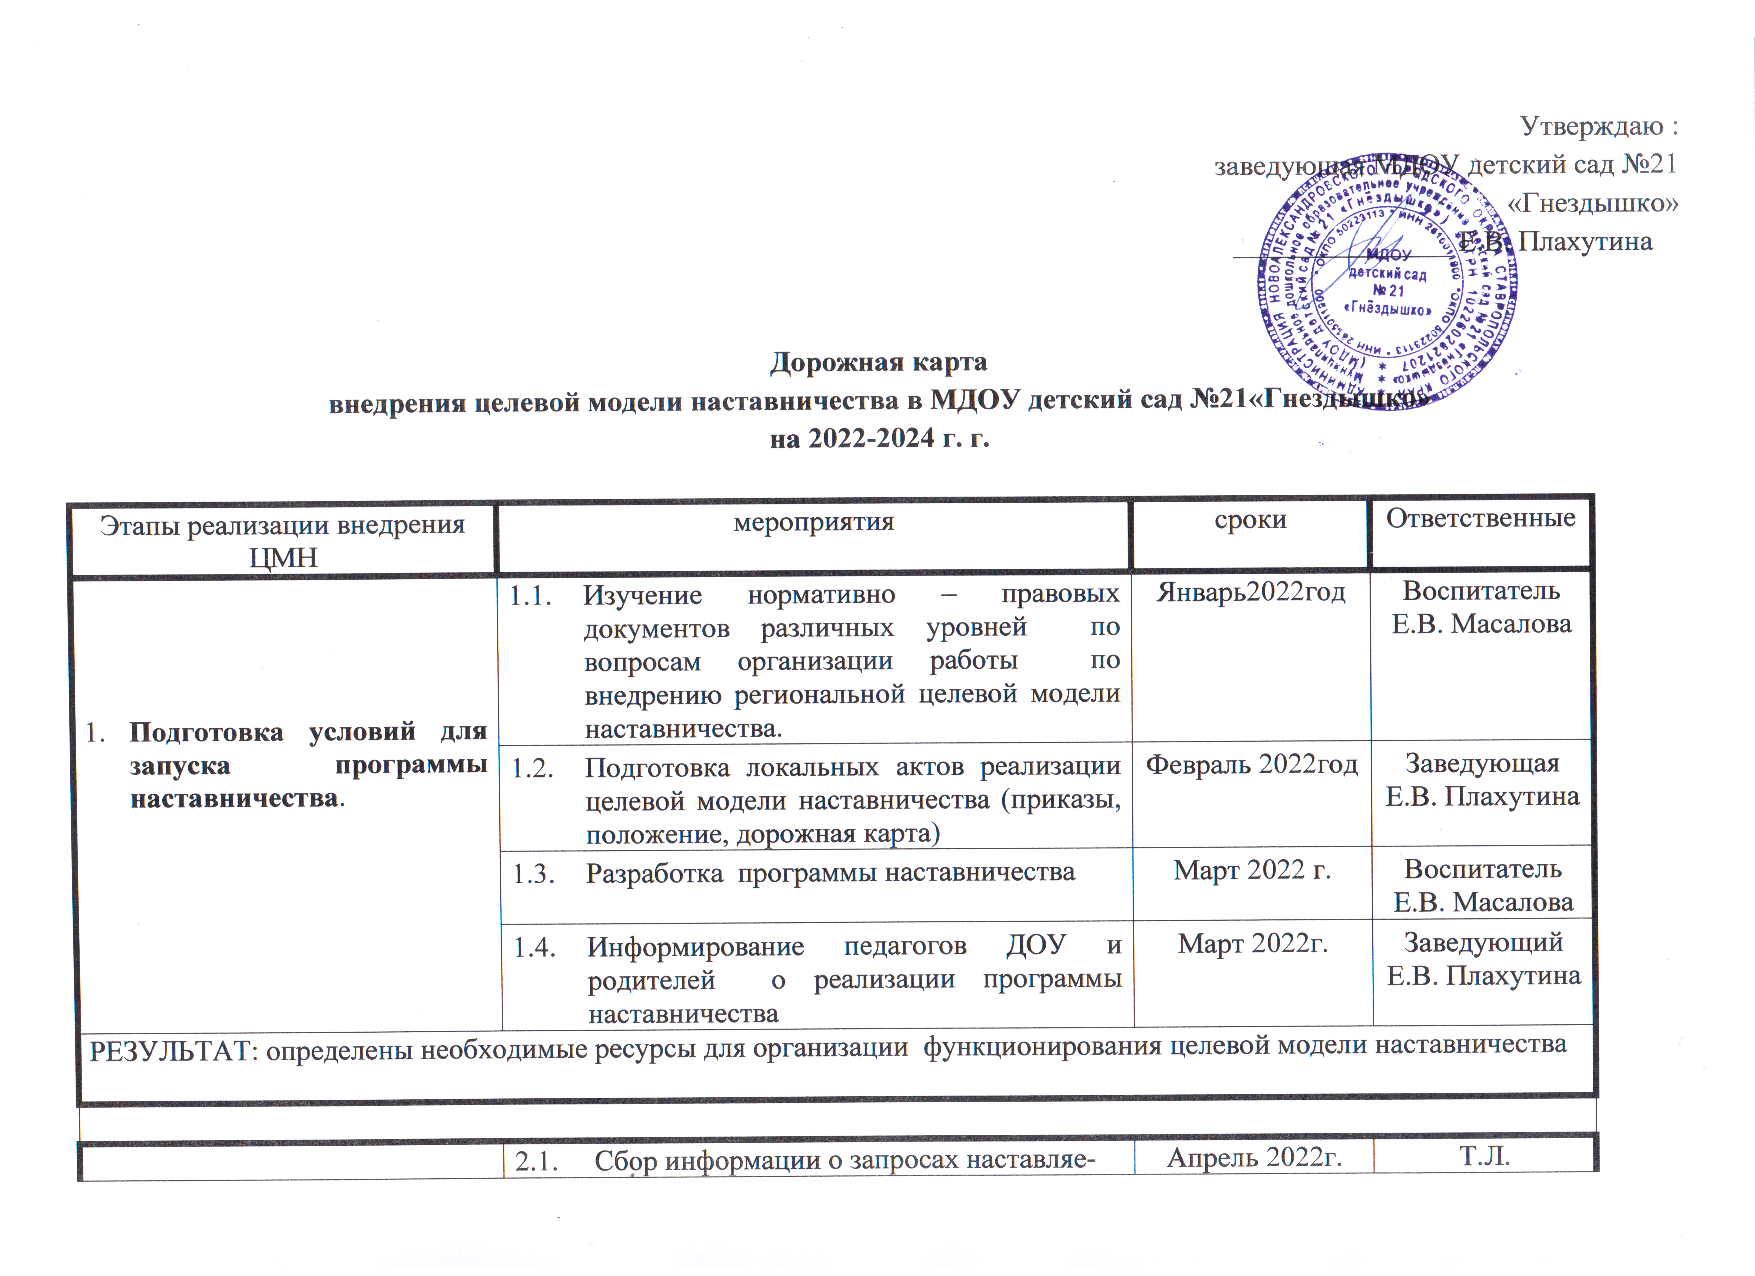 Утверждаю :
заведующая МДОУ детский сад №21
«Гнездышко»
Е.В. Плахутина
МДОУ
детский сад
№ 21
«Гнёздышко»
Дорожная карта
внедрения целевой модели наставничества в МДОУ детский сад №21«Гнездышко»
на 2022-2024 г. г.
Этапы реализации внедрения
ЦМН
мероприятия
сроки
Ответственные
1. Подготовка условий для
запуска программы
наставничества.
1.1. Изучение нормативно – правовых
документов различных уровней по
вопросам организации работы по
внедрению региональной целевой модели
наставничества.
Январь2022год
Воспитатель
Е.В. Масалова
1.2. Подготовка локальных актов реализации
целевой модели наставничества (приказы,
положение, дорожная карта)
Февраль 2022год
Заведующая
Е.В. Плахутина
1.3. Разработка программы наставничества
Март 2022 г.
Воспитатель
Е.В. Масалова
1.4. Информирование педагогов ДОУ и
родителей о реализации программы
наставничества
Март 2022г.
Заведующий
Е.В. Плахутина
РЕЗУЛЬТАТ: определены необходимые ресурсы для организации функционирования целевой модели наставничества
2.1. Сбор информации о запросах наставляе-
Апрель 2022г.
Т.Л.